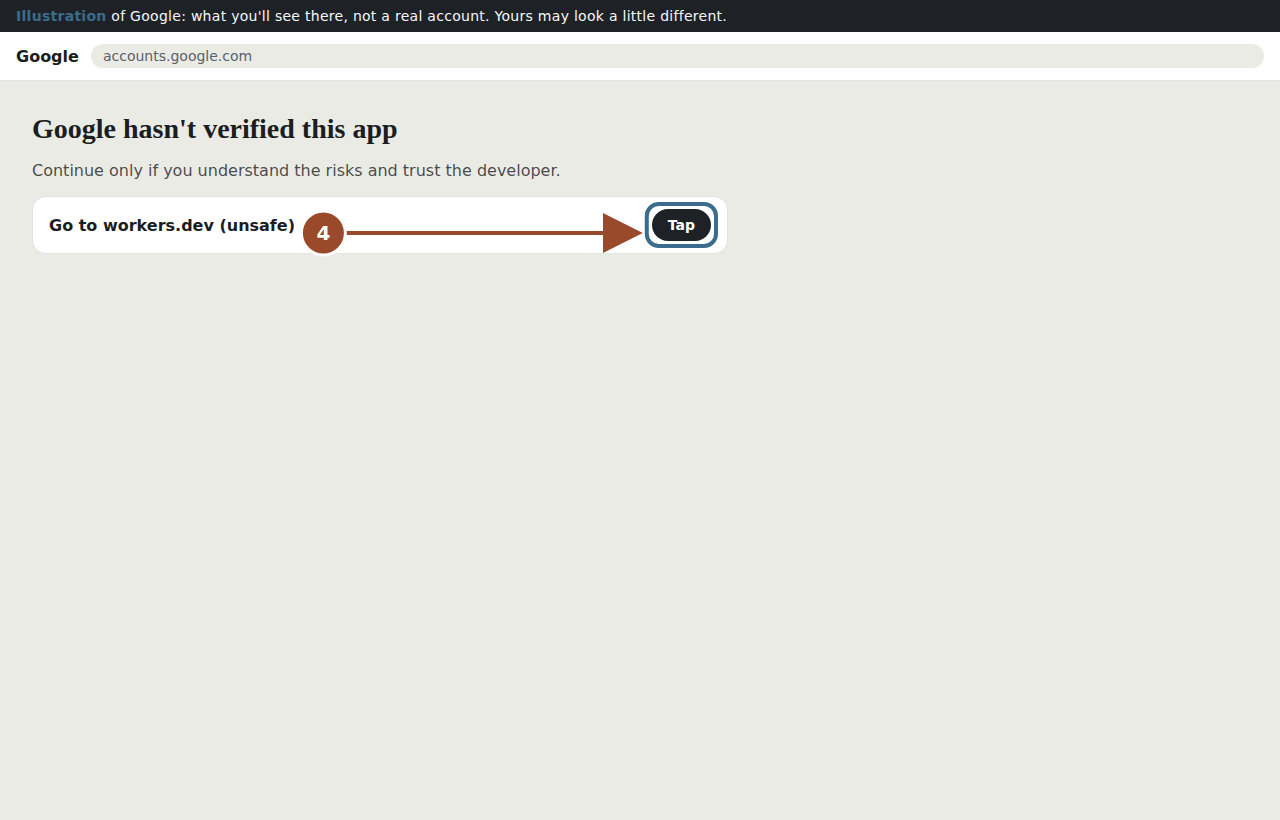 Illustration of Google: what you'll see there, not a real account. Yours may look a little different.
Google accounts.google.com
Google hasn't verified this app
Continue only if you understand the risks and trust the developer.
Go to workers.dev (unsafe) 4 Tap